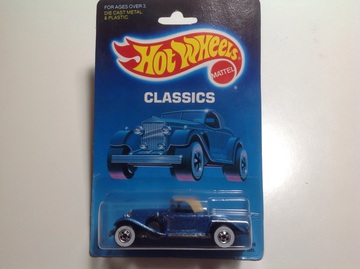 FOR AGES OVER 3
DIE CAST METAL
& PLASTIC
Hot Wheels
MATTEL
CLASSICS